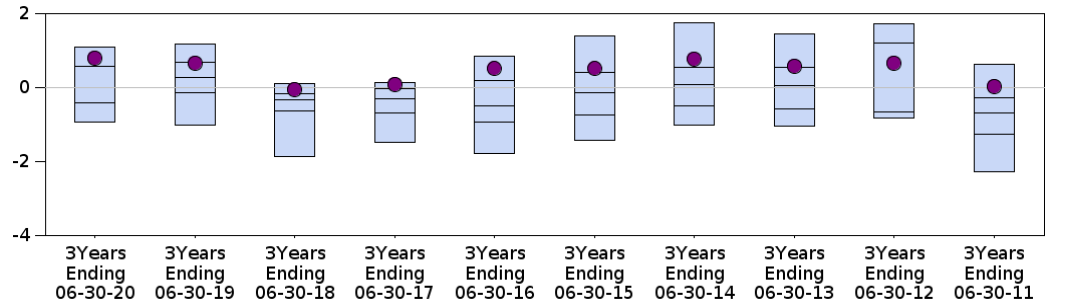 2
0
-2
-4
3Years
Ending
06-30-20
3Years
Ending
06-30-19
3Years
Ending
06-30-18
3Years
Ending
06-30-17
3Years
Ending
06-30-16
3Years
Ending
06-30-15
3Years
Ending
06-30-14
3Years
Ending
06-30-13
3Years
Ending
06-30-12
3Years
Ending
06-30-11